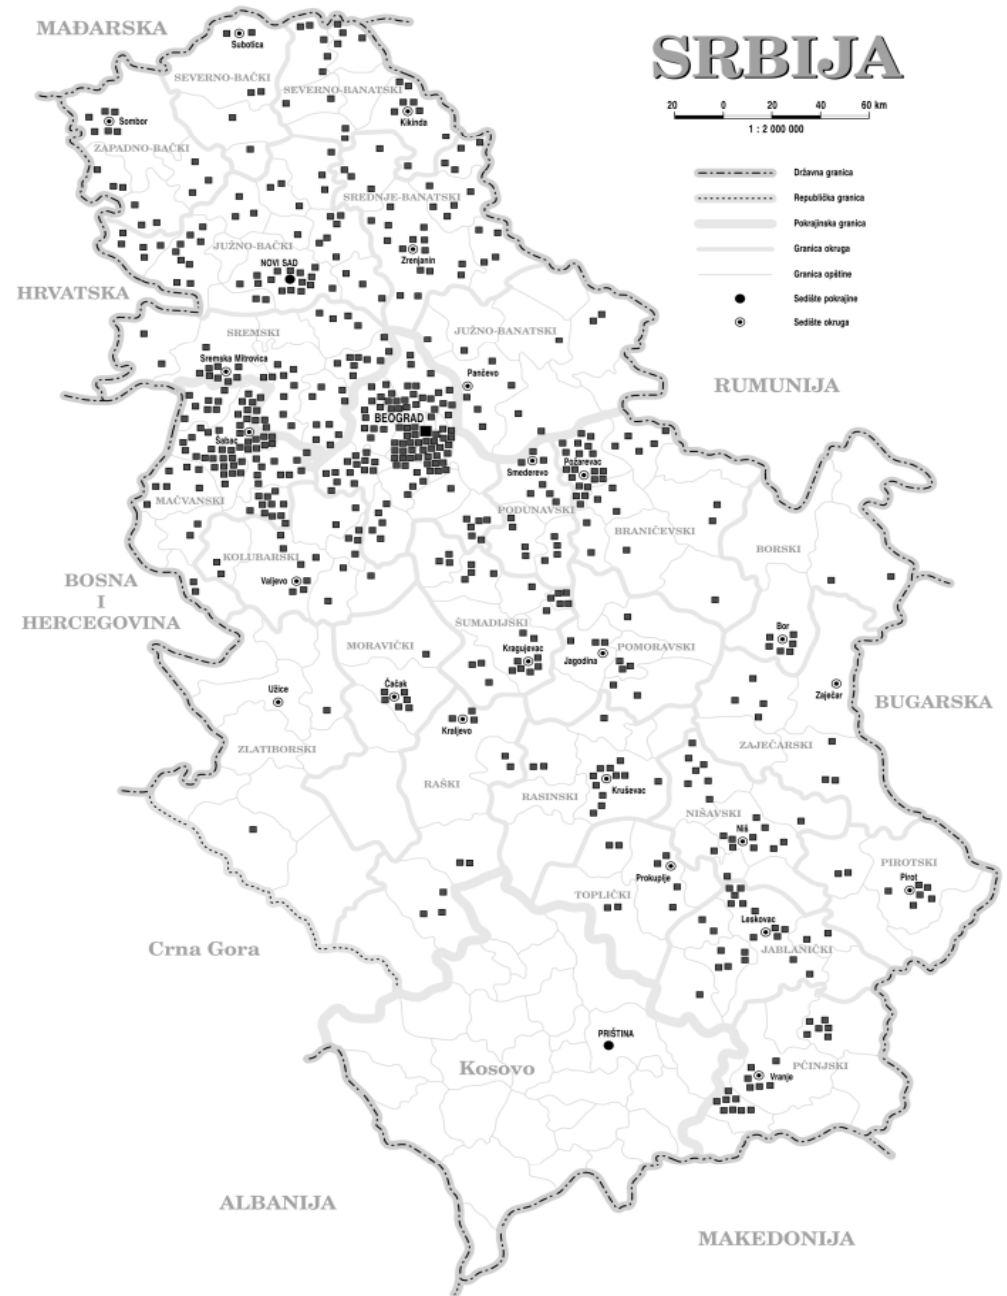 MAĐARSKA
SRBIJA
Subotica
SEVERNO-BAČKI
SEVERNO-BANATSKI
20 0 20 40 60 km
1 : 2 000 000
Sombor
Kikinda
ZAPADNO-BAČKI
Državna granica
SREDNJE-BANATSKI
Republička granica
Pokrajinska granica
JUŽNO-BAČKI
Granica okruga
NOVI SAD
Zrenjanin
Granica opštine
HRVATSKA
Sedište pokrajine
Sedište okruga
SREMSKI
JUŽNO-BANATSKI
Sremska Mitrovica
Pančevo
RUMUNIJA
BEOGRAD
Šabac
Smederevo
Požarevac
MAČVANSKI
PODUNAVSKI
BRANIČEVSKI
BORSKI
KOLUBARSKI
Valjevo
BOSNA
I
HERCEGOVINA
ŠUMADIJSKI
Bor
MORAVIČKI
Kragujevac
Jagodina
POMORAVSKI
Užice
Čačak
Zaječar
BUGARSKA
Kraljevo
ZLATIBORSKI
ZAJEČARSKI
RAŠKI
RASINSKI
Kruševac
NIŠAVSKI
Niš
PIROTSKI
Prokuplje
Pirot
TOPLIČKI
Leskovac
Crna Gora
JABLANIČKI
PRIŠTINA
Kosovo
PČINJSKI
Vranje
ALBANIJA
MAKEDONIJA